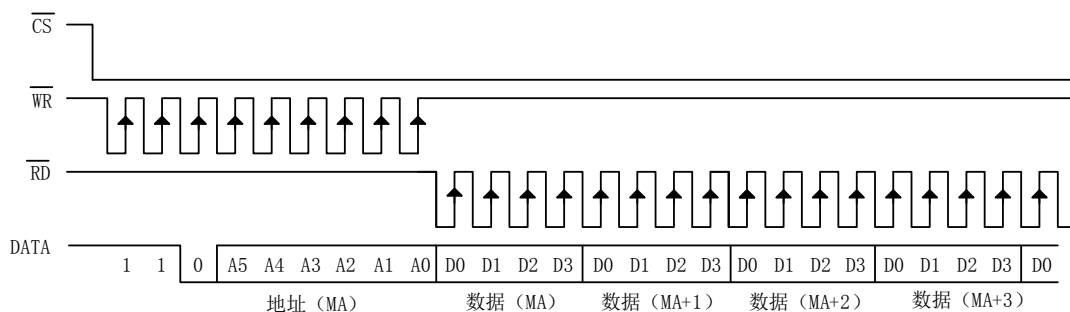 CS
WR
RD
DATA
1 1 0 A5 A4 A3 A2 A1 A0 D0 D1 D2 D3 D0 D1 D2 D3 D0 D1 D2 D3 D0 D1 D2 D3 D0
地址（MA） 数据（MA） 数据（MA+1） 数据（MA+2） 数据（MA+3）